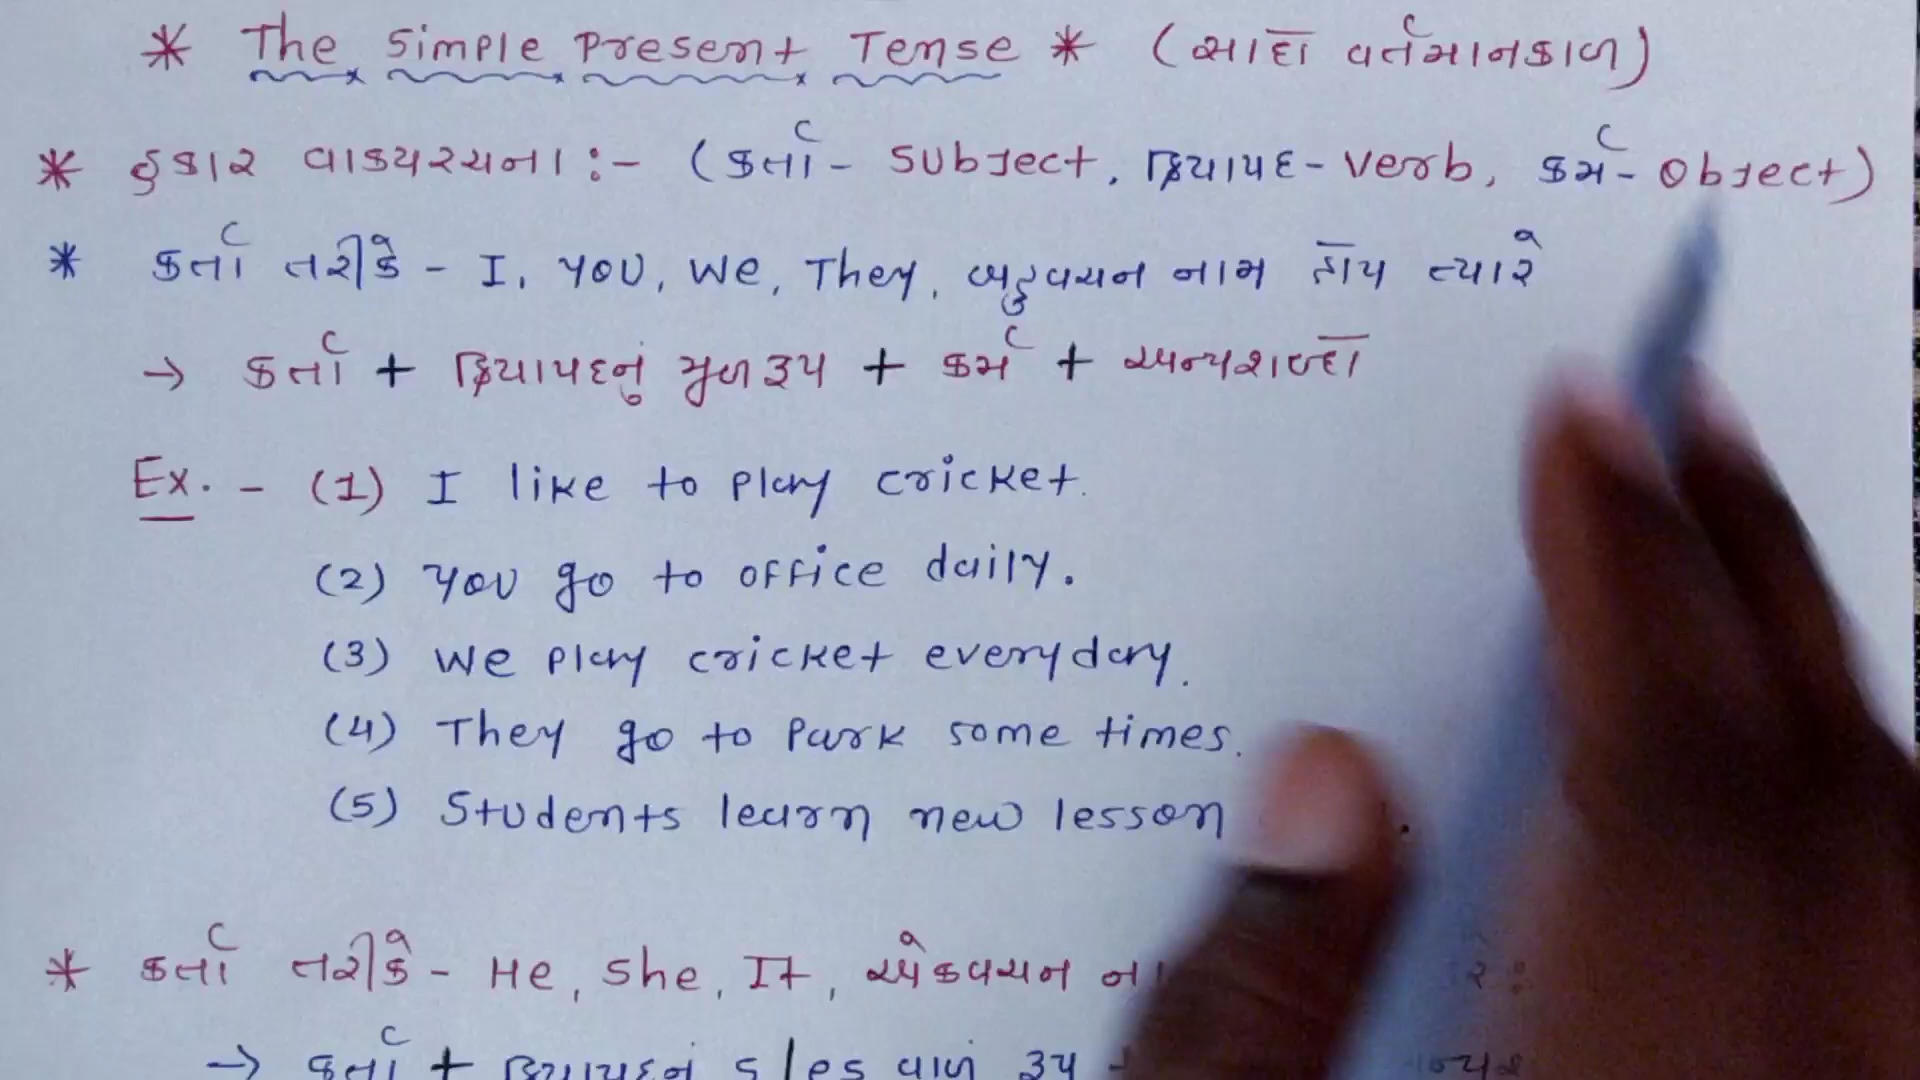 * The Simple Present Tense * (સાદો વર્તમાનકાળ)
* હકાર વાક્યરચના :- (કર્તા - Subject, ક્રિયાપદ - verb, કર્મ - Object)
* કર્તા તરીકે - I, You, We, They, બહુવચન નામ હોય ત્યારે
→ કર્તા + ક્રિયાપદનું મુળરૂપ + કર્મ + અન્યશબ્દો
Ex. - (1) I like to play cricket.
(2) You go to office daily.
(3) We play cricket everyday.
(4) They go to Park some times.
(5) Students learn new lesson
* કર્તા તરીકે - He, She, It, એકવચન
→ કર્તા + ક્રિયાપદનું s/es વાળું રૂપ